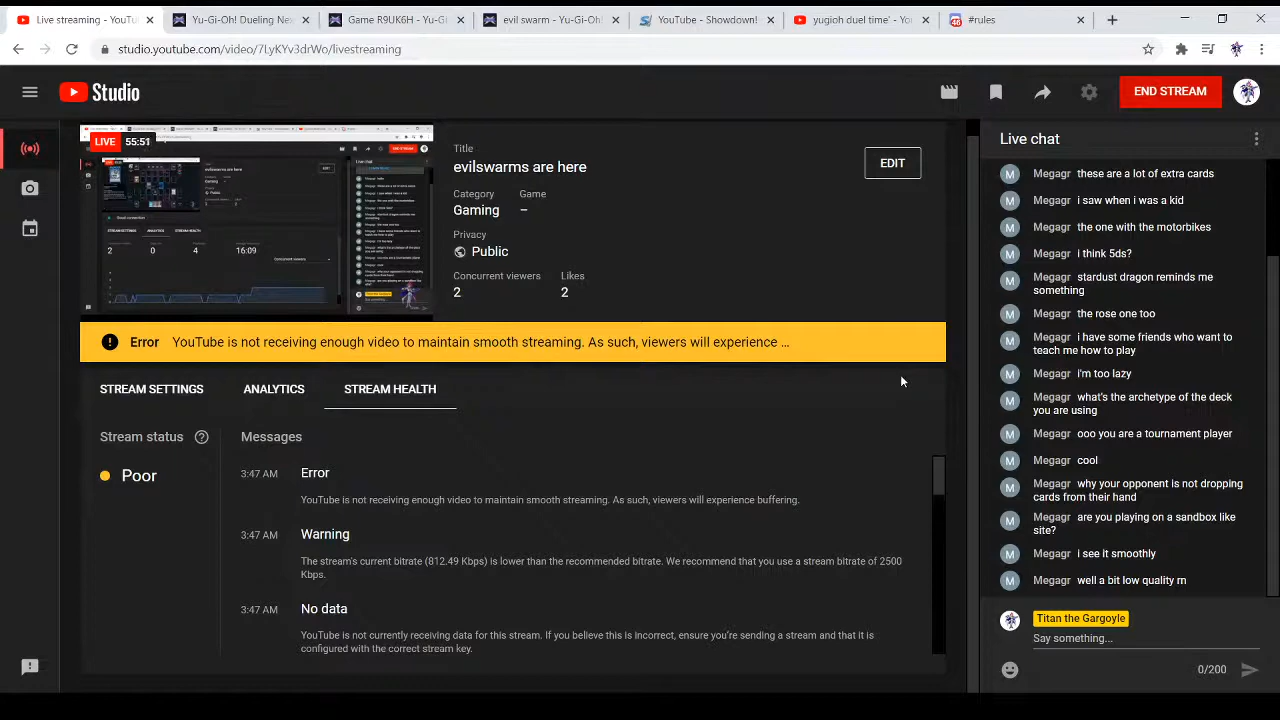 Live streaming - YouTu
Yu-Gi-Oh! Dueling Nex
Game R9UK6H - Yu-G
evil swarm - Yu-GiOh!
YouTube - Showdown!
yugioh duel time' - Yo
46
#rules
studio.youtube.com/video/7LyKYv3drWo/livestreaming
Studio
END STREAM
LIVE 55:51
Title
evilswarms are here
EDIT
Category Game
Gaming –
Privacy
Public
Concurrent viewers Likes
2 2
Error YouTube is not receiving enough video to maintain smooth streaming. As such, viewers will experience ...
STREAM SETTINGS ANALYTICS STREAM HEALTH
Stream status
Poor
Messages
3:47 AM Error
YouTube is not receiving enough video to maintain smooth streaming. As such, viewers will experience buffering.
3:47 AM Warning
The stream's current bitrate (812.49 Kbps) is lower than the recommended bitrate. We recommend that you use a stream bitrate of 2500
Kbps.
3:47 AM No data
YouTube is not currently receiving data for this stream. If you believe this is incorrect, ensure you're sending a stream and that it is
configured with the correct stream key.
Live chat
M Megagr these are a lot of extra cards
M Megagr now when i was a kid
M Megagr the one with the motorbikes
M Megagr i think 5ds?
M Megagr stardust dragon reminds me
something
M Megagr the rose one too
M Megagr i have some friends who want to
teach me how to play
M Megagr i'm too lazy
M Megagr what's the archetype of the deck
you are using
M Megagr ooo you are a tournament player
M Megagr cool
M Megagr why your opponent is not dropping
cards from their hand
M Megagr are you playing on a sandbox like
site?
M Megagr i see it smoothly
M Megagr well a bit low quality rn
Titan the Gargoyle
Say something...
0/200